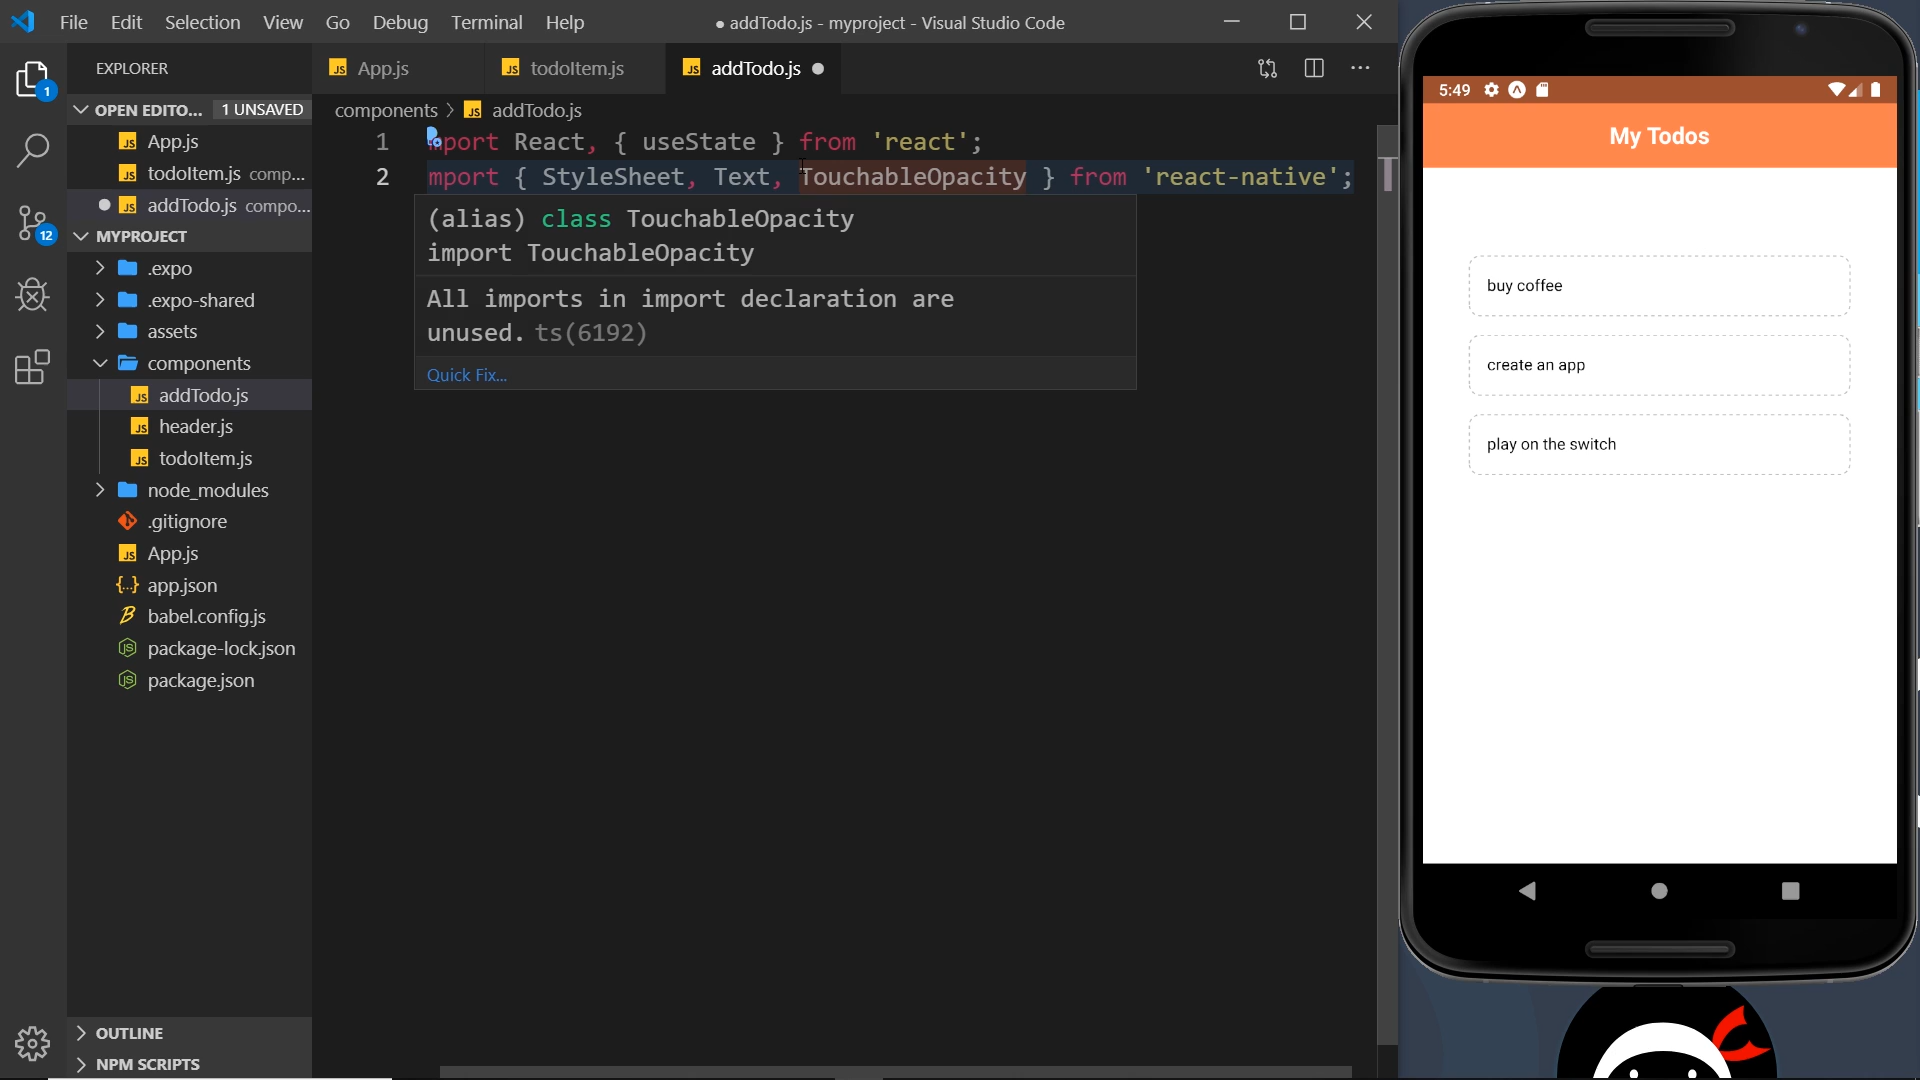 File Edit Selection View Go Debug Terminal Help
● addTodo.js - myproject - Visual Studio Code
EXPLORER
OPEN EDITO... 1 UNSAVED
App.js
todoItem.js comp...
addTodo.js compo...
MYPROJECT
.expo
.expo-shared
assets
components
addTodo.js
header.js
todoItem.js
node_modules
.gitignore
App.js
app.json
babel.config.js
package-lock.json
package.json
OUTLINE
NPM SCRIPTS
1
12
App.js todoItem.js addTodo.js
components > addTodo.js
1 mport React, { useState } from 'react';
2 mport { StyleSheet, Text, TouchableOpacity } from 'react-native';
(alias) class TouchableOpacity
import TouchableOpacity
All imports in import declaration are
unused. ts(6192)
Quick Fix...
5:49
My Todos
buy coffee
create an app
play on the switch